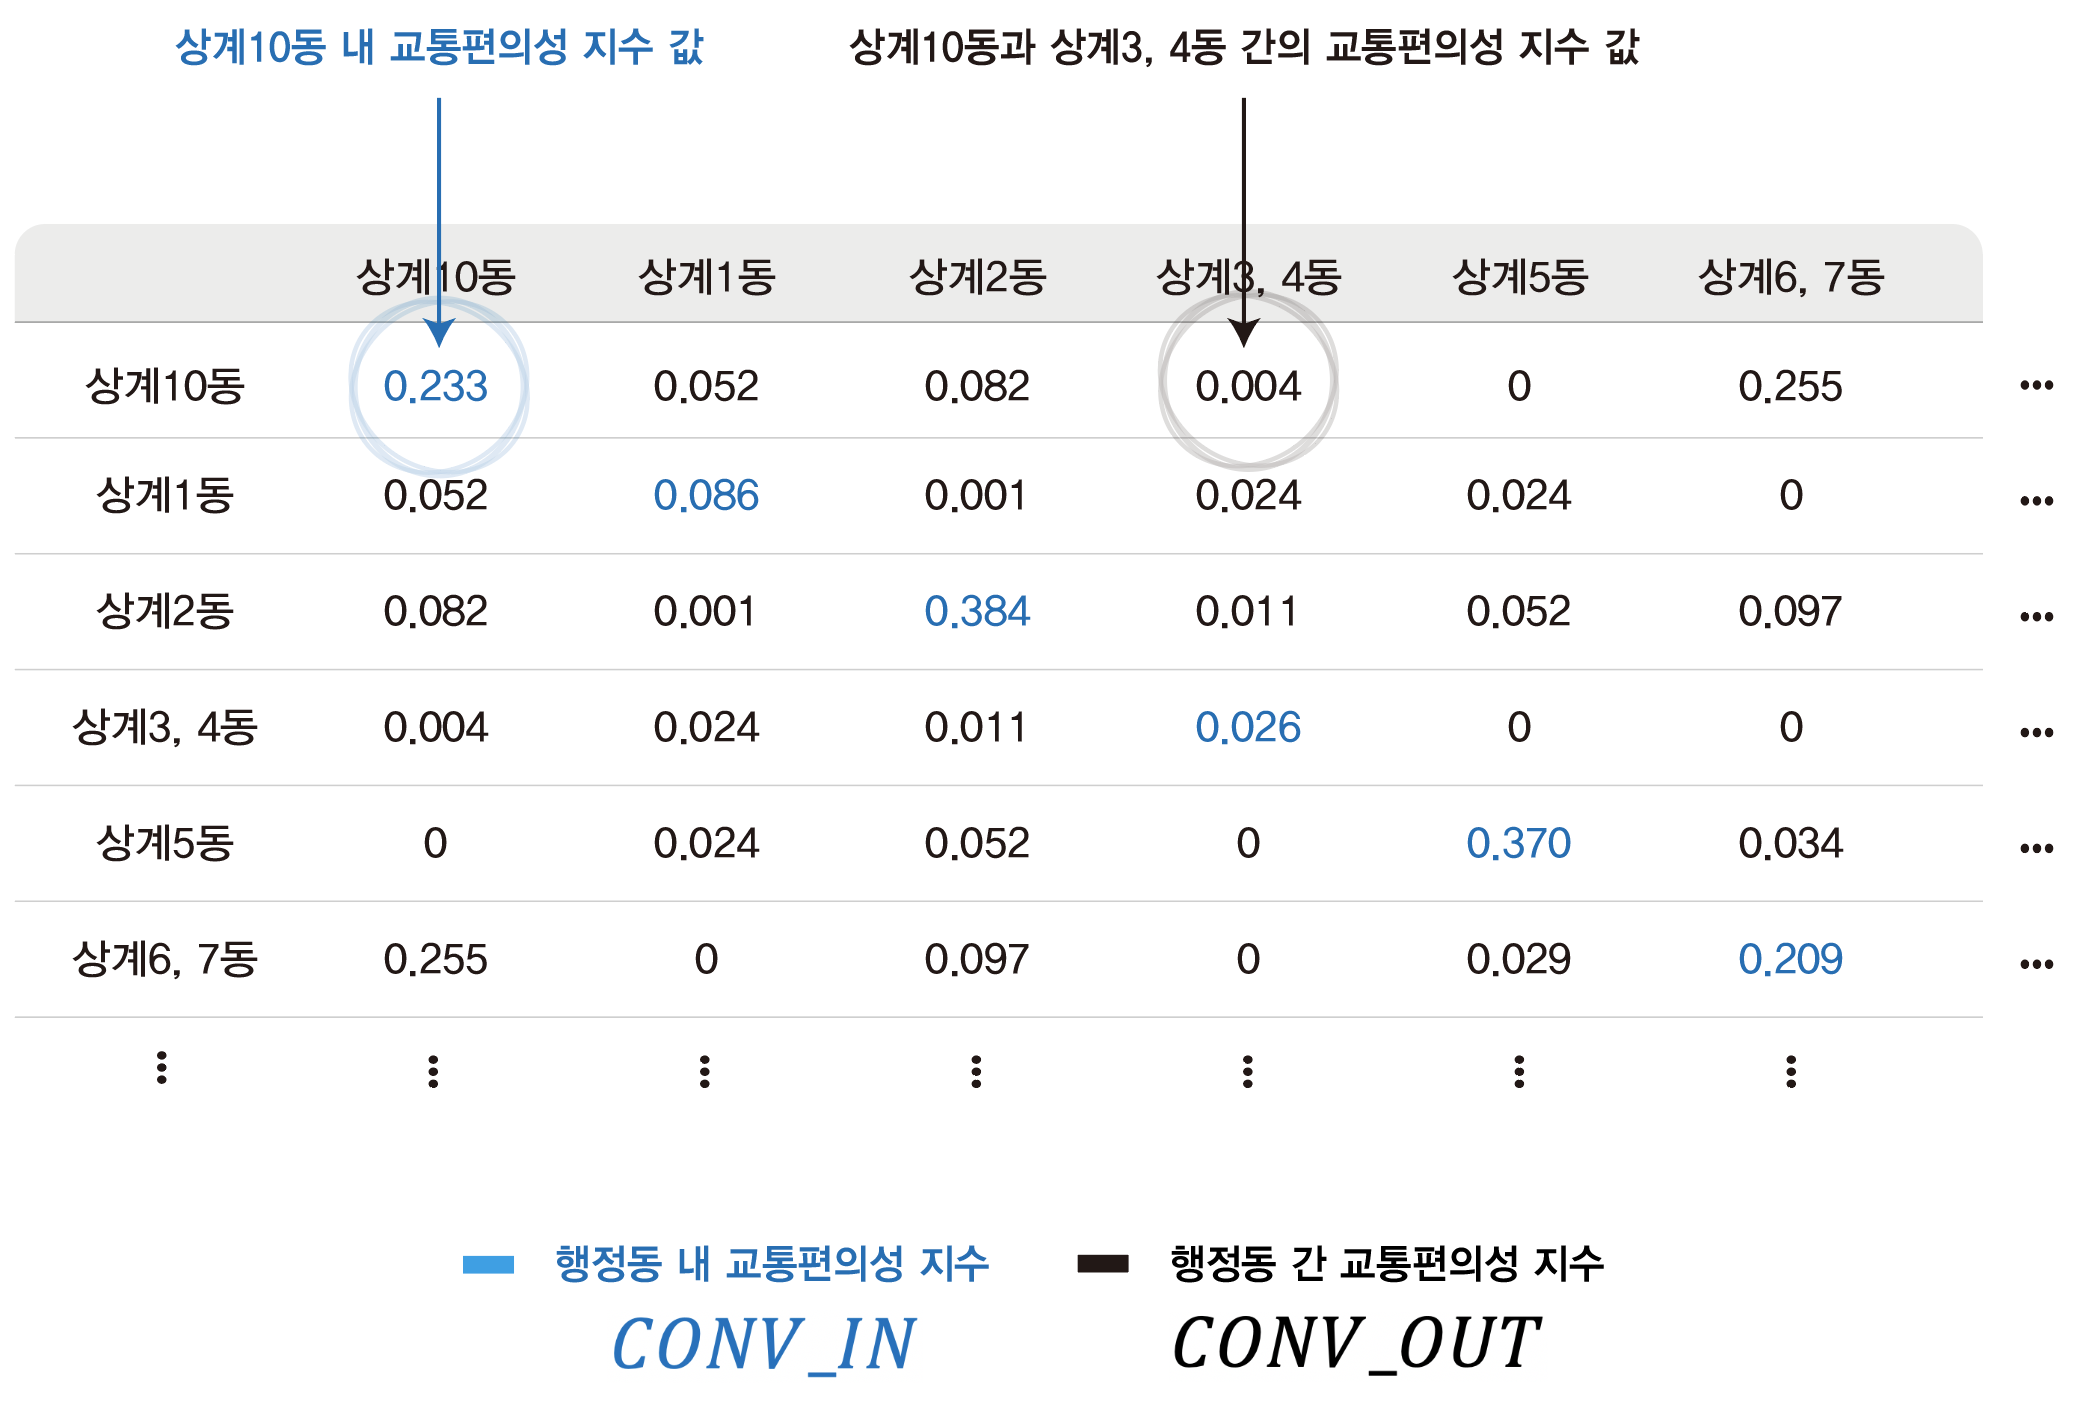 상계10동 내 교통편의성 지수 값 상계10동과 상계3, 4동 간의 교통편의성 지수 값
상계10동 상계1동 상계2동 상계3, 4동 상계5동 상계6, 7동
상계10동 0.233 0.052 0.082 0.004 0 0.255 ...
상계1동 0.052 0.086 0.001 0.024 0.024 0 ...
상계2동 0.082 0.001 0.384 0.011 0.052 0.097 ...
상계3, 4동 0.004 0.024 0.011 0.026 0 0 ...
상계5동 0 0.024 0.052 0 0.370 0.034 ...
상계6, 7동 0.255 0 0.097 0 0.029 0.209 ...
⋮ ⋮ ⋮ ⋮ ⋮ ⋮ ⋮
행정동 내 교통편의성 지수 행정동 간 교통편의성 지수
CONV_IN CONV_OUT